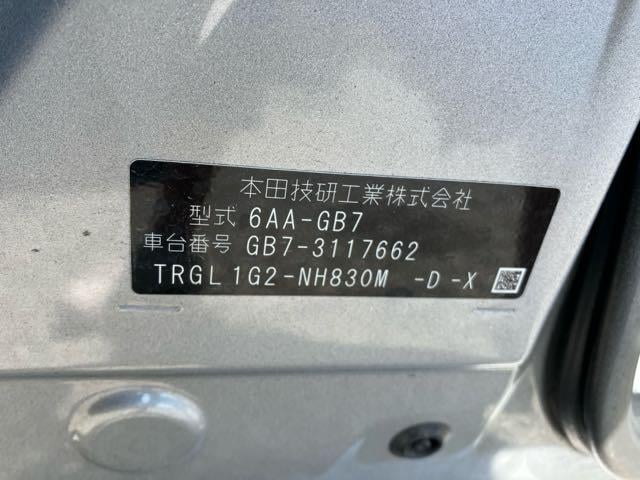 本田技研工業株式会社
型式 6AA-GB7
車台番号 GB7-3117662
TRGL 1G2-NH830M -D -X